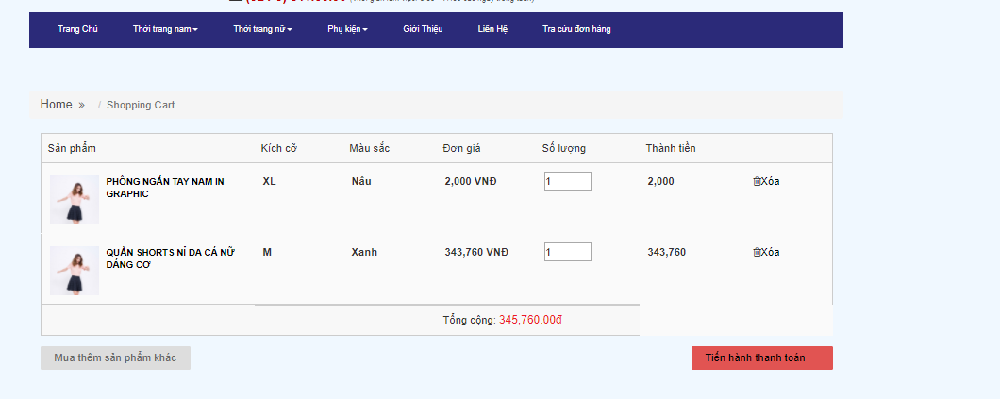 Trang Chủ Thời trang nam Thời trang nữ Phụ kiện Giới Thiệu Liên Hệ Tra cứu đơn hàng
Home » / Shopping Cart
Sản phẩm Kích cỡ Màu sắc Đơn giá Số lượng Thành tiền
PHÔNG NGẮN TAY NAM IN XL Nâu 2,000 VNĐ 1 2,000 Xóa
GRAPHIC
QUẦN SHORTS NỈ DA CÁ NỮ M Xanh 343,760 VNĐ 1 343,760 Xóa
DÁNG CƠ
Tổng cộng: 345,760.00đ
Mua thêm sản phẩm khác Tiến hành thanh toán